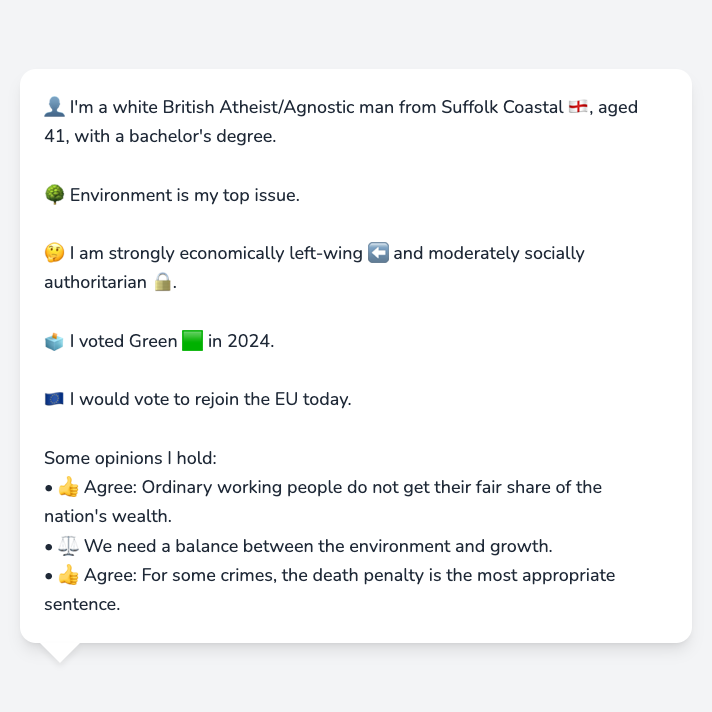 👤 I'm a white British Atheist/Agnostic man from Suffolk Coastal 🏴󠁧󠁢󠁥󠁮󠁧󠁿, aged
41, with a bachelor's degree.
🌳 Environment is my top issue.
🤔 I am strongly economically left-wing ⬅️ and moderately socially
authoritarian 🔒.
🗳️ I voted Green 🟩 in 2024.
🇪🇺 I would vote to rejoin the EU today.
Some opinions I hold:
• 👍 Agree: Ordinary working people do not get their fair share of the
nation's wealth.
• ⚖️ We need a balance between the environment and growth.
• 👍 Agree: For some crimes, the death penalty is the most appropriate
sentence.